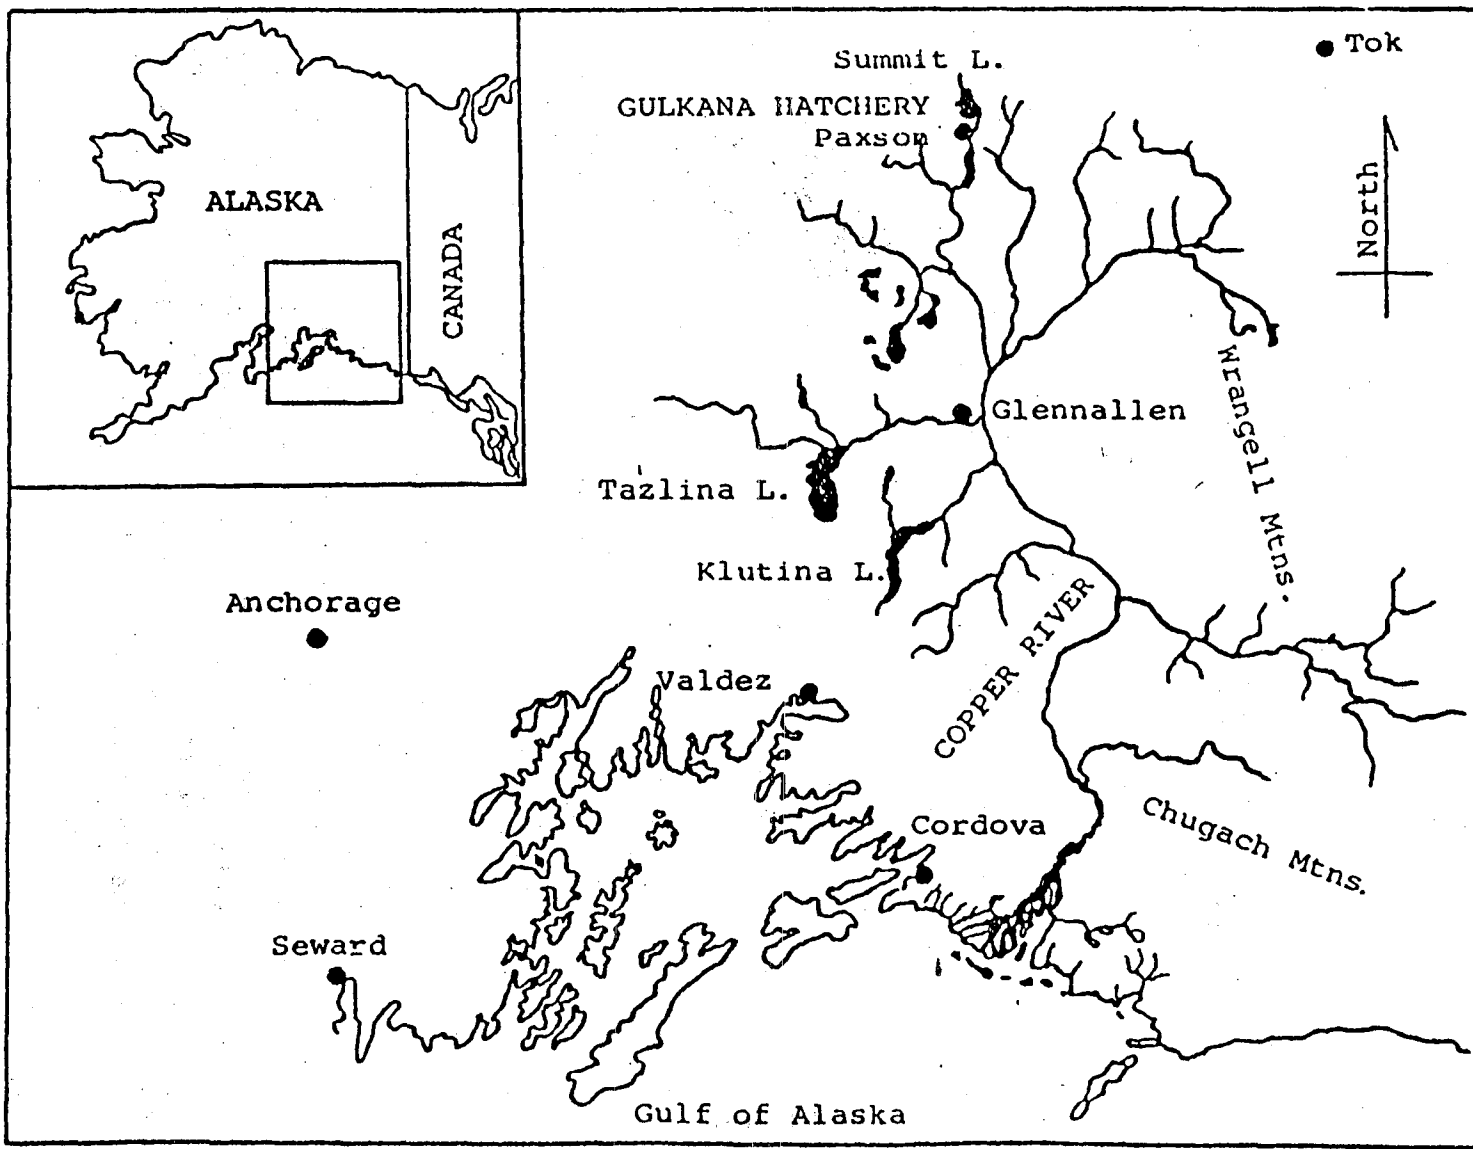 Summit L.
Tok
GULKANA HATCHERY
Paxson
North
ALASKA
CANADA
Wrangell Mtns.
Glennallen
Tazlina L.
Klutina L.
Anchorage
COPPER RIVER
Valdez
Cordova
Chugach Mtns.
Seward
Gulf of Alaska